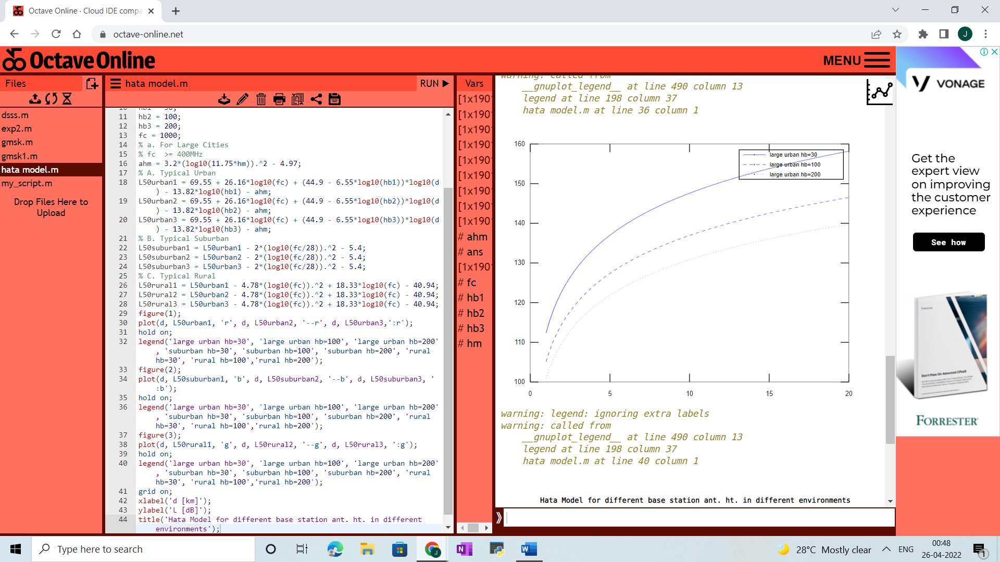 Octave Online · Cloud IDE compa
octave-online.net
J
Octave Online
MENU
Files
hata model.m
RUN
Vars
dsss.m
exp2.m
gmsk.m
gmsk1.m
hata model.m
my_script.m
Drop Files Here to
Upload
11 hb2 = 100;
12 hb3 = 200;
13 fc = 1000;
14 % a. For Large Cities
15 % fc  >= 400MHz
16 ahm = 3.2*(log10(11.75*hm)).^2 - 4.97;
17 % A. Typical Urban
18 L50urban1 = 69.55 + 26.16*log10(fc) + (44.9 - 6.55*log10(hb1))*log10(d
) - 13.82*log10(hb1) - ahm;
19 L50urban2 = 69.55 + 26.16*log10(fc) + (44.9 - 6.55*log10(hb2))*log10(d
) - 13.82*log10(hb2) - ahm;
20 L50urban3 = 69.55 + 26.16*log10(fc) + (44.9 - 6.55*log10(hb3))*log10(d
) - 13.82*log10(hb3) - ahm;
21 % B. Typical Suburban
22 L50suburban1 = L50urban1 - 2*(log10(fc/28)).^2 - 5.4;
23 L50suburban2 = L50urban2 - 2*(log10(fc/28)).^2 - 5.4;
24 L50suburban3 = L50urban3 - 2*(log10(fc/28)).^2 - 5.4;
25 % C. Typical Rural
26 L50rural1 = L50urban1 - 4.78*(log10(fc)).^2 + 18.33*log10(fc) - 40.94;
27 L50rural2 = L50urban2 - 4.78*(log10(fc)).^2 + 18.33*log10(fc) - 40.94;
28 L50rural3 = L50urban3 - 4.78*(log10(fc)).^2 + 18.33*log10(fc) - 40.94;
29 figure(1);
30 plot(d, L50urban1, 'r', d, L50urban2, '--r', d, L50urban3,':r');
31 hold on;
32 legend('large urban hb=30', 'large urban hb=100', 'large urban hb=200'
, 'suburban hb=30', 'suburban hb=100', 'suburban hb=200', 'rural
hb=30', 'rural hb=100','rural hb=200');
33 figure(2);
34 plot(d, L50suburban1, 'b', d, L50suburban2, '--b', d, L50suburban3, '
:b');
35 hold on;
36 legend('large urban hb=30', 'large urban hb=100', 'large urban hb=200'
, 'suburban hb=30', 'suburban hb=100', 'suburban hb=200', 'rural
hb=30', 'rural hb=100','rural hb=200');
37 figure(3);
38 plot(d, L50rural1, 'g', d, L50rural2, '--g', d, L50rural3, ':g');
39 hold on;
40 legend('large urban hb=30', 'large urban hb=100', 'large urban hb=200'
, 'suburban hb=30', 'suburban hb=100', 'suburban hb=200', 'rural
hb=30', 'rural hb=100','rural hb=200');
41 grid on;
42 xlabel('d [km]');
43 ylabel('L [dB]');
44 title('Hata Model for different base station ant. ht. in different
environments');
[1x190
[1x190
[1x190
[1x190
[1x190
[1x190
[1x190
[1x190
[1x190
# ahm
# ans
[1x190
# fc
# hb1
# hb2
# hb3
# hm
warning: called from
__gnuplot_legend__ at line 490 column 13
legend at line 198 column 37
hata model.m at line 36 column 1
160
150
140
130
120
110
100
0 5 10 15 20
large urban hb=30
large urban hb=100
large urban hb=200
warning: legend: ignoring extra labels
warning: called from
__gnuplot_legend__ at line 490 column 13
legend at line 198 column 37
hata model.m at line 40 column 1
Hata Model for different base station ant. ht. in different environments
VONAGE
Get the
expert view
on improving
the customer
experience
See how
Don't Pass On Advanced CPaaS
FORRESTER
Type here to search
28°C Mostly clear
ENG
00:48
26-04-2022
1